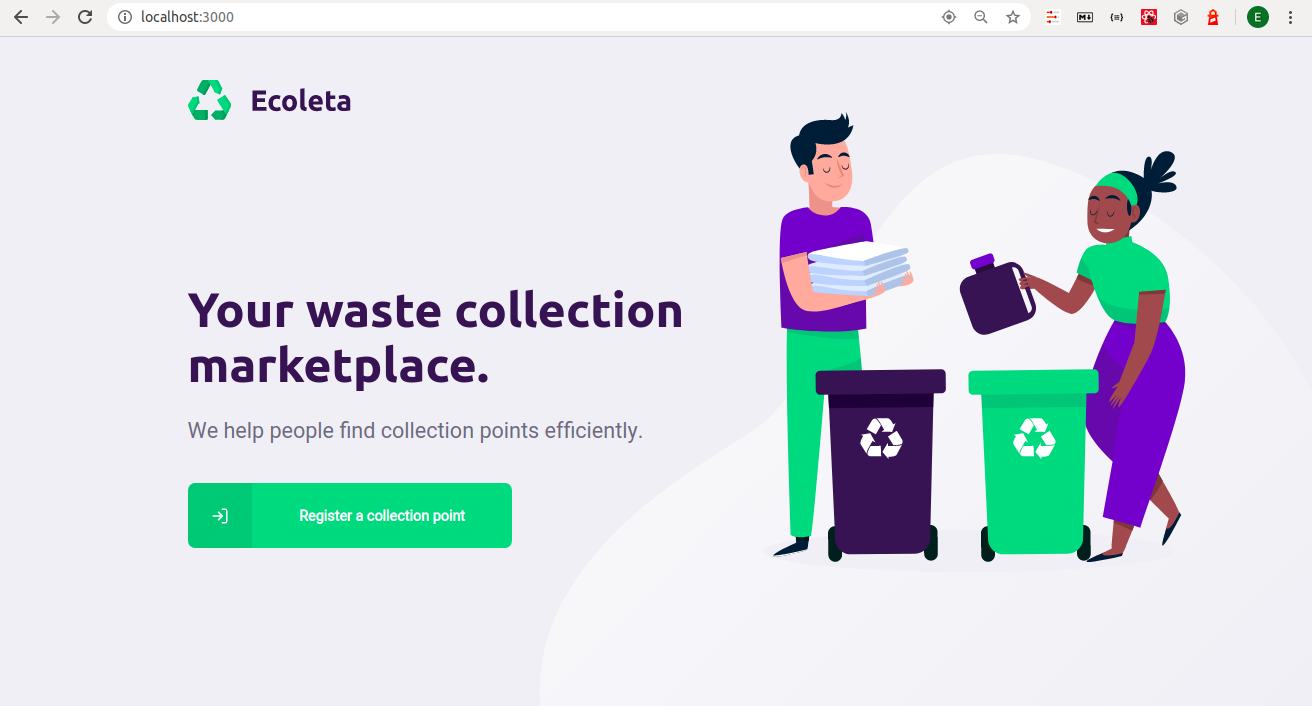 localhost:3000
M↓
{≡}
E
Ecoleta
Your waste collection
marketplace.
We help people find collection points efficiently.
Register a collection point